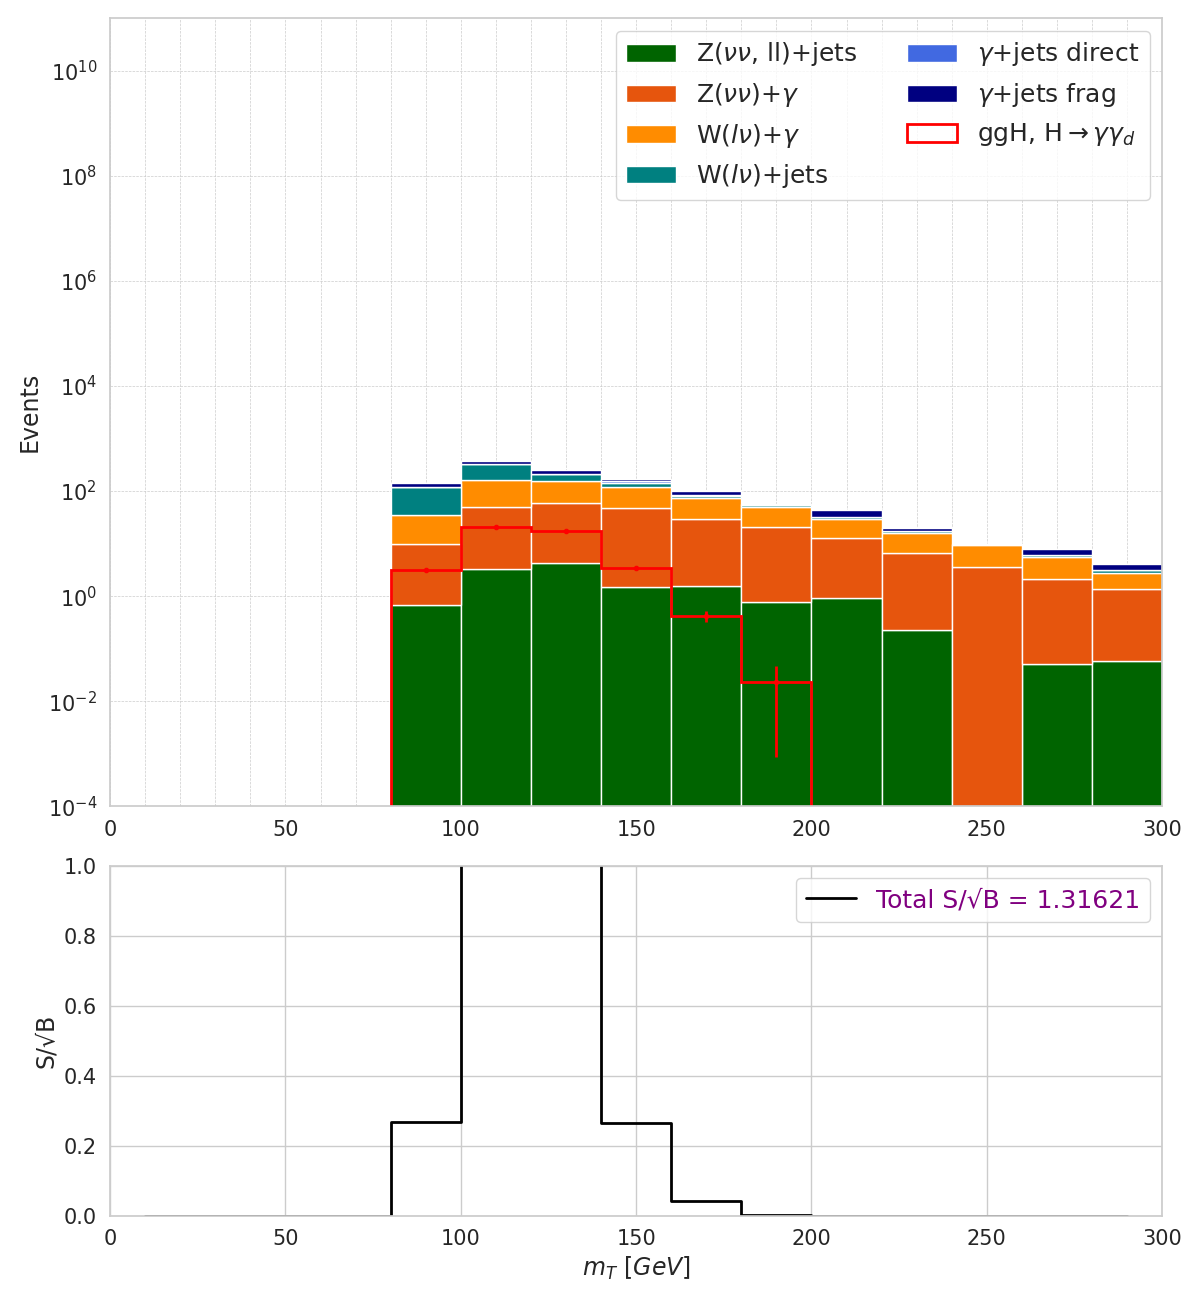 Z(νν, ll)+jets
Z(νν)+γ
W(lν)+γ
W(lν)+jets
γ+jets direct
γ+jets frag
ggH, H→γγ_d
Events
10^10
10^8
10^6
10^4
10^2
10^0
10^−2
10^−4
0 50 100 150 200 250 300
Total S/√B = 1.31621
S/√B
1.0
0.8
0.6
0.4
0.2
0.0
0 50 100 150 200 250 300
m_T [GeV]